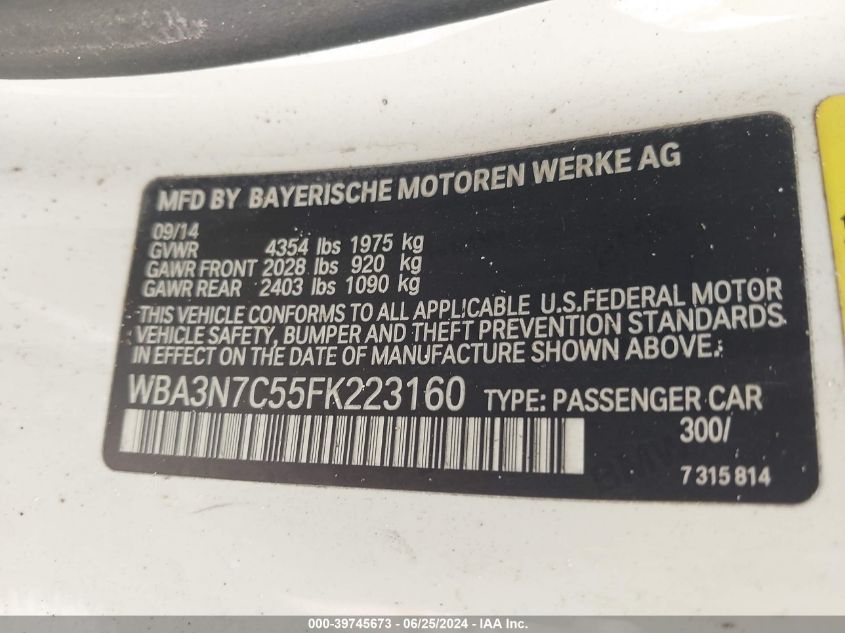 MFD BY BAYERISCHE MOTOREN WERKE AG
09/14
GVWR 4354 lbs 1975 kg
GAWR FRONT 2028 lbs 920 kg
GAWR REAR 2403 lbs 1090 kg
THIS VEHICLE CONFORMS TO ALL APPLICABLE U.S.FEDERAL MOTOR
VEHICLE SAFETY, BUMPER AND THEFT PREVENTION STANDARDS
IN EFFECT ON THE DATE OF MANUFACTURE SHOWN ABOVE.
WBA3N7C55FK223160 TYPE: PASSENGER CAR
300/
7 315 814
000-39745673 - 06/25/2024 - IAA Inc.